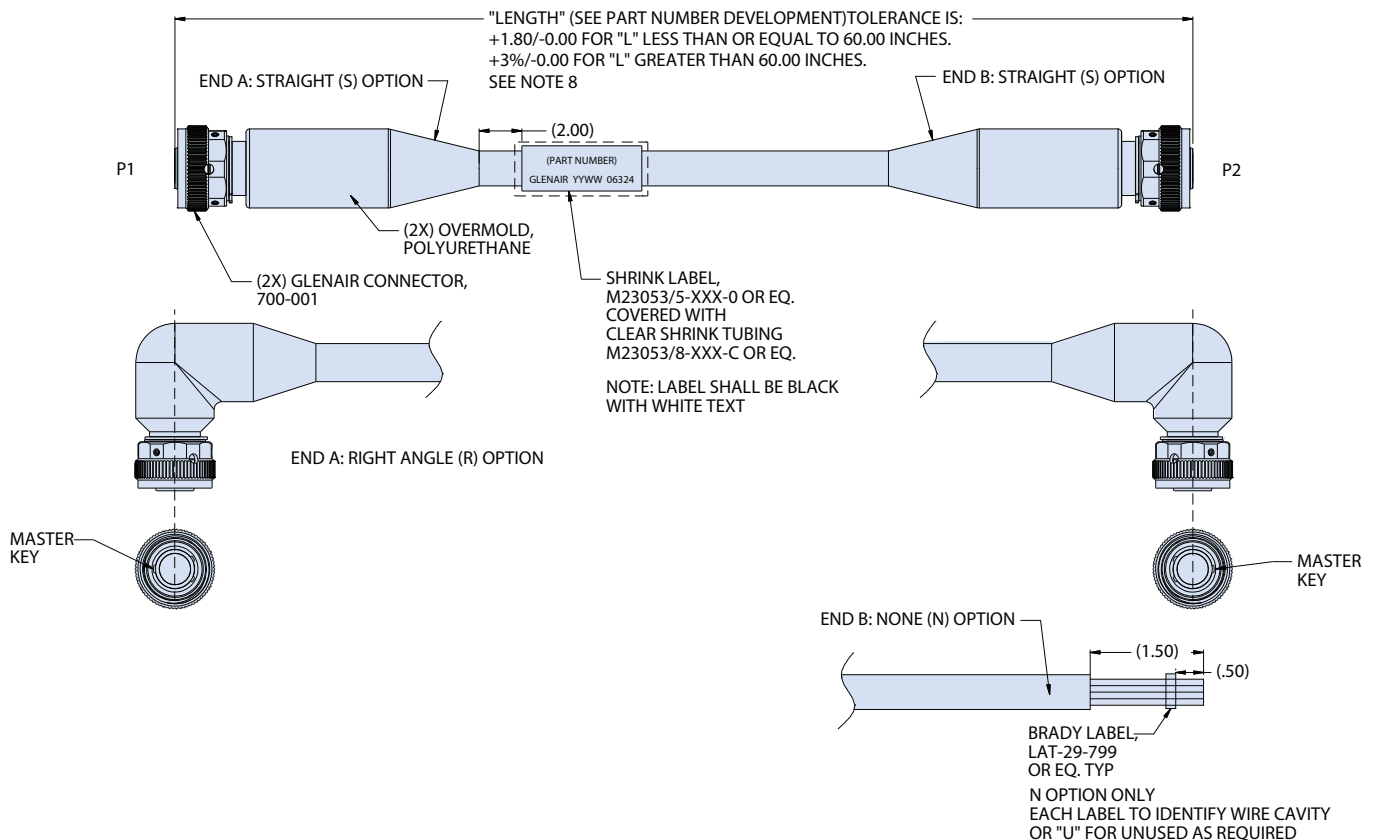 "LENGTH" (SEE PART NUMBER DEVELOPMENT)TOLERANCE IS:
+1.80/-0.00 FOR "L" LESS THAN OR EQUAL TO 60.00 INCHES.
+3%/-0.00 FOR "L" GREATER THAN 60.00 INCHES.
SEE NOTE 8
END A: STRAIGHT (S) OPTION
END B: STRAIGHT (S) OPTION
(2.00)
P1
(PART NUMBER)
GLENAIR YYWW 06324
P2
(2X) OVERMOLD,
POLYURETHANE
(2X) GLENAIR CONNECTOR,
700-001
SHRINK LABEL,
M23053/5-XXX-0 OR EQ.
COVERED WITH
CLEAR SHRINK TUBING
M23053/8-XXX-C OR EQ.
NOTE: LABEL SHALL BE BLACK
WITH WHITE TEXT
END A: RIGHT ANGLE (R) OPTION
MASTER
KEY
MASTER
KEY
END B: NONE (N) OPTION
(1.50)
(.50)
BRADY LABEL,
LAT-29-799
OR EQ. TYP
N OPTION ONLY
EACH LABEL TO IDENTIFY WIRE CAVITY
OR "U" FOR UNUSED AS REQUIRED